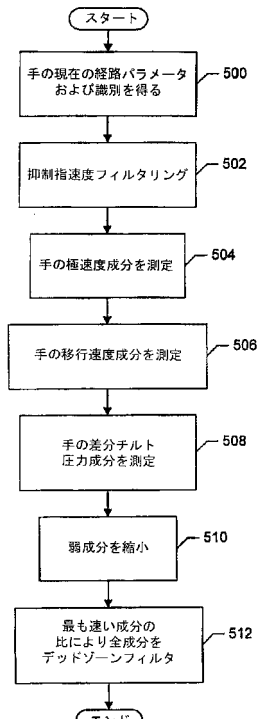 スタート
手の現在の経路パラメータ
および識別を得る
500
抑制指速度フィルタリング
502
手の極速度成分を測定
504
手の移行速度成分を測定
506
手の差分チルト
圧力成分を測定
508
弱成分を縮小
510
最も速い成分の
比により全成分を
デッドゾーンフィルタ
512
エンド